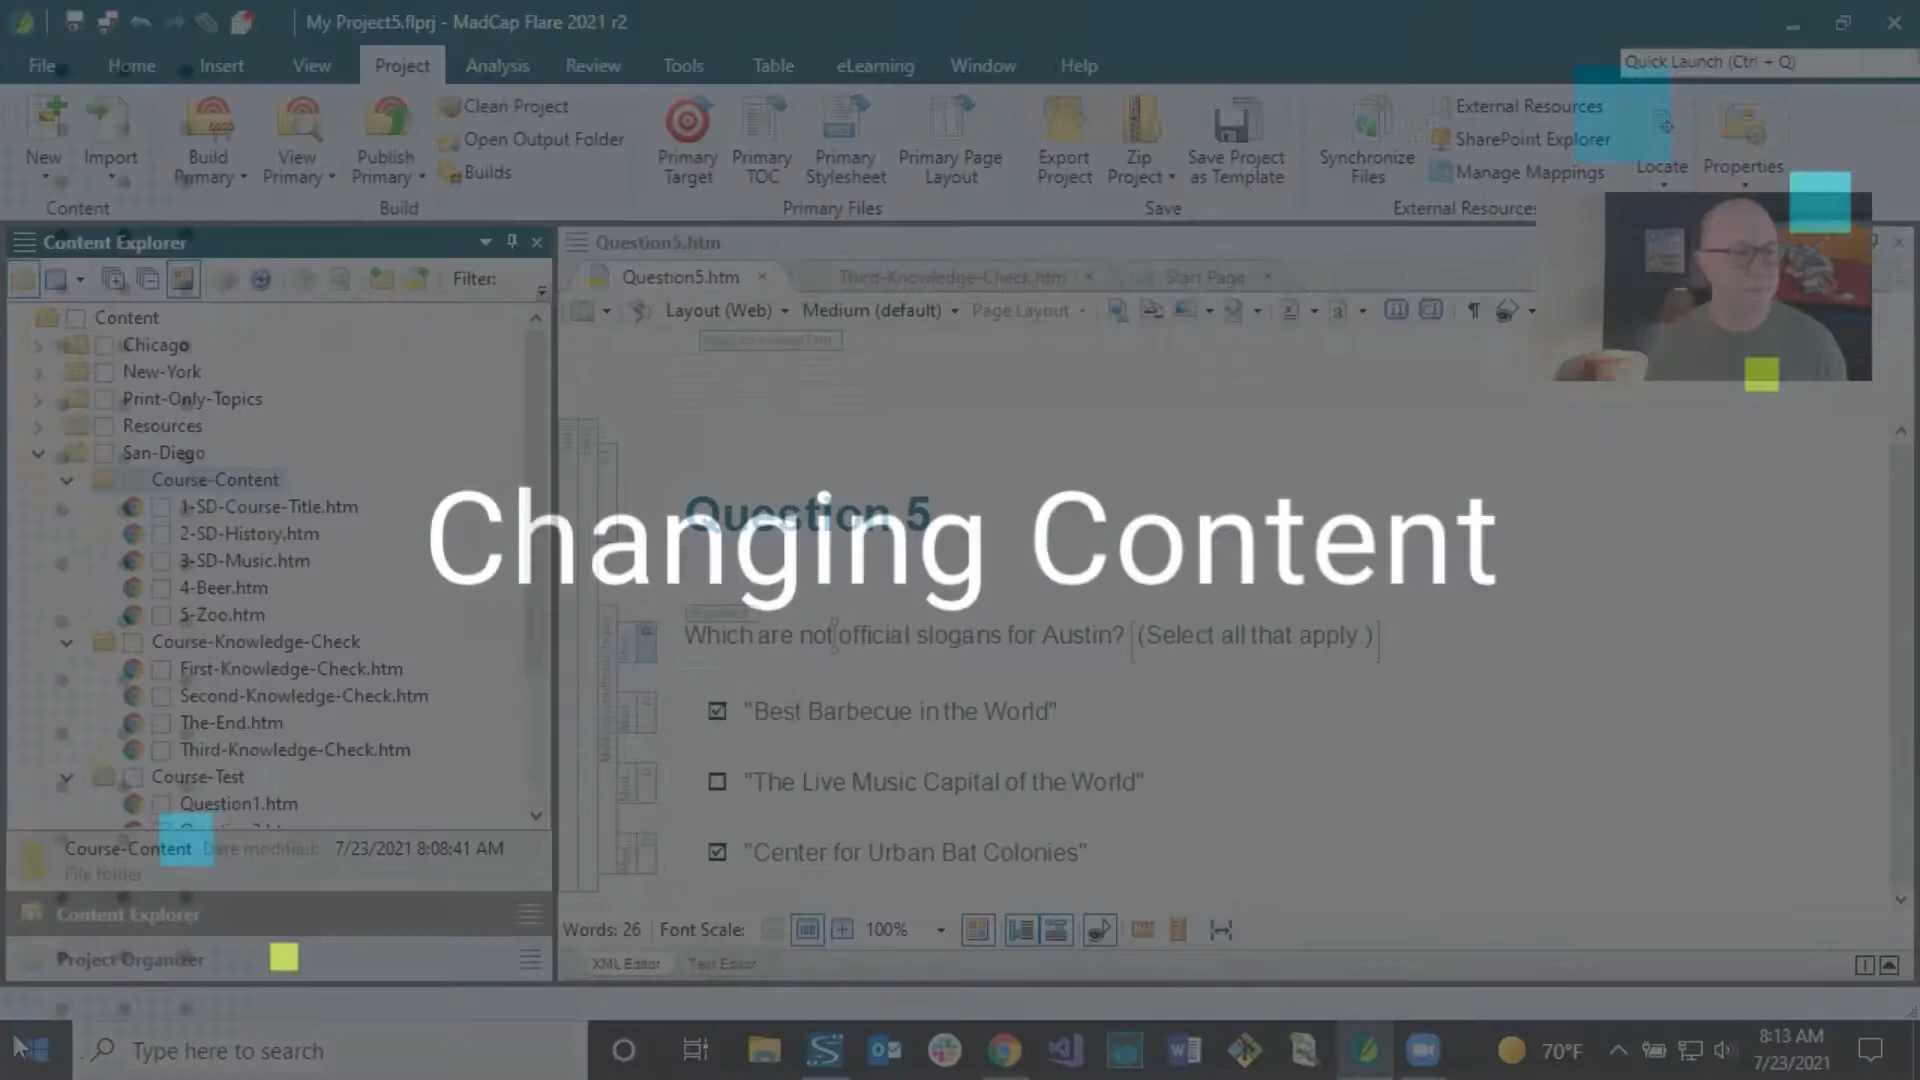 My Project5.flprj - MadCap Flare 2021 r2
File Home Insert View Project Analysis Review Tools Table eLearning Window Help
Quick Launch (Ctrl + Q)
New
Import
Build Primary
View Primary
Publish Primary
Clean Project
Open Output Folder
Builds
Primary Target
Primary TOC
Primary Stylesheet
Primary Page Layout
Export Project
Zip Project
Save Project as Template
Synchronize Files
External Resources
SharePoint Explorer
Manage Mappings
Locate
Properties
Content
Build
Primary Files
Save
External Resources
Content Explorer
Filter:
Content
Chicago
New-York
Print-Only-Topics
Resources
San-Diego
Course-Content
1-SD-Course-Title.htm
2-SD-History.htm
3-SD-Music.htm
4-Beer.htm
5-Zoo.htm
Course-Knowledge-Check
First-Knowledge-Check.htm
Second-Knowledge-Check.htm
The-End.htm
Third-Knowledge-Check.htm
Course-Test
Question1.htm
Course-Content Date modified: 7/23/2021 8:08:41 AM
File folder
Content Explorer
Project Organizer
Question5.htm
Question5.htm Third-Knowledge-Check.htm Start Page
Layout (Web) Medium (default) Page Layout
Question 5
Changing Content
Which are not official slogans for Austin? (Select all that apply.)
"Best Barbecue in the World"
"The Live Music Capital of the World"
"Center for Urban Bat Colonies"
Words: 26 Font Scale: 100%
XML Editor Text Editor
Type here to search
70°F
8:13 AM
7/23/2021